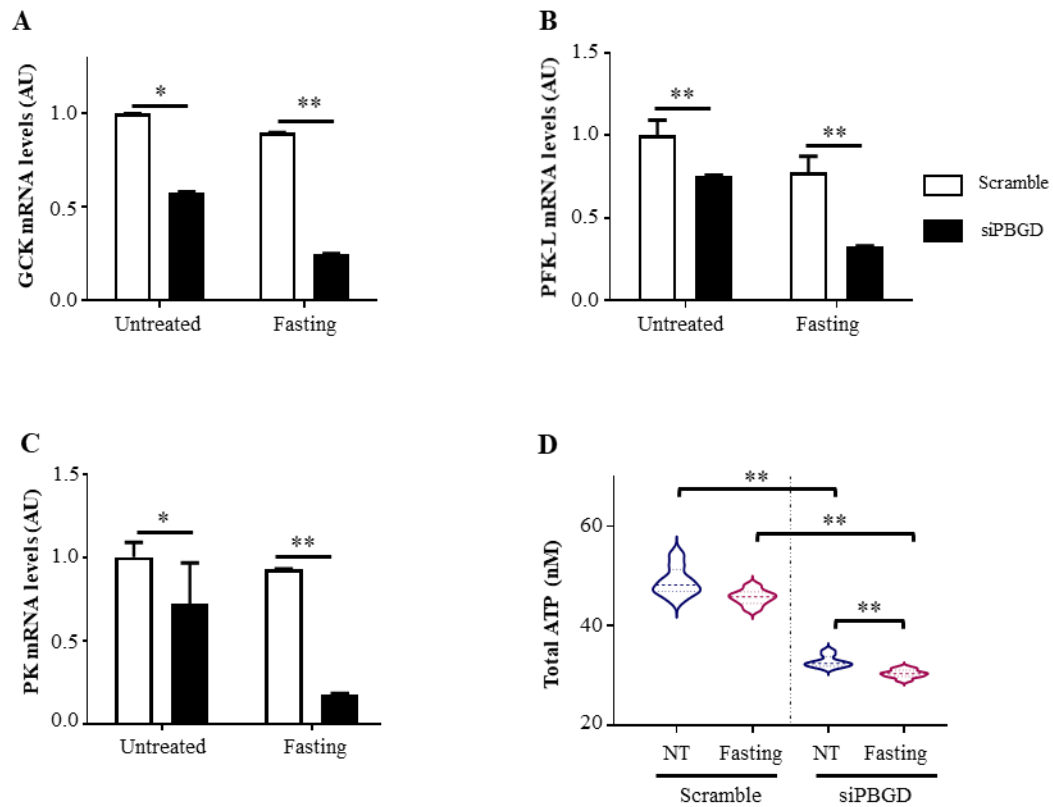 A
GCK mRNA levels (AU)
1.0
0.5
0.0
*
**
Untreated
Fasting
B
PFK-L mRNA levels (AU)
1.5
1.0
0.5
0.0
**
**
Untreated
Fasting
Scramble
siPBGD
C
PK mRNA levels (AU)
1.5
1.0
0.5
0.0
*
**
Untreated
Fasting
D
Total ATP (nM)
60
40
20
**
**
**
NT
Fasting
NT
Fasting
Scramble
siPBGD